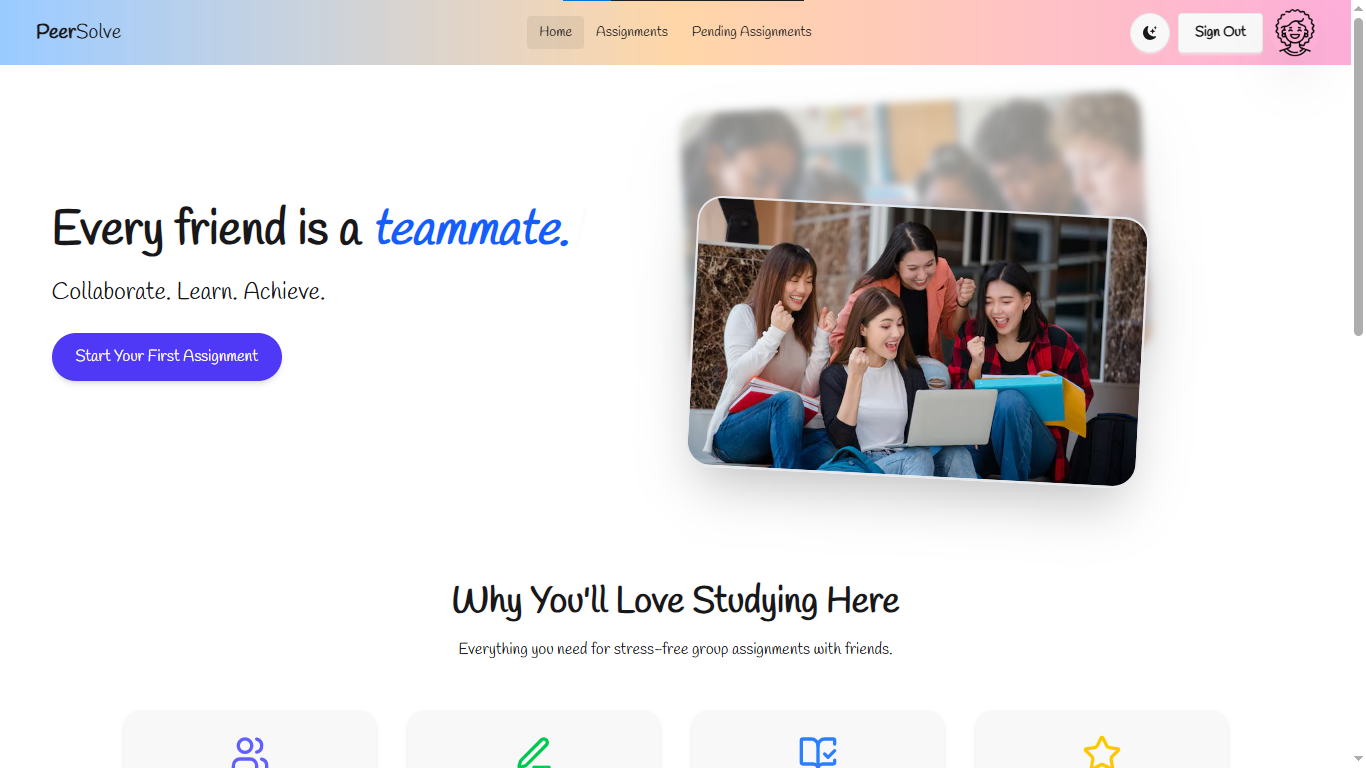 PeerSolve
Home Assignments Pending Assignments
Sign Out
Every friend is a teammate.
Collaborate. Learn. Achieve.
Start Your First Assignment
Why You'll Love Studying Here
Everything you need for stress-free group assignments with friends.